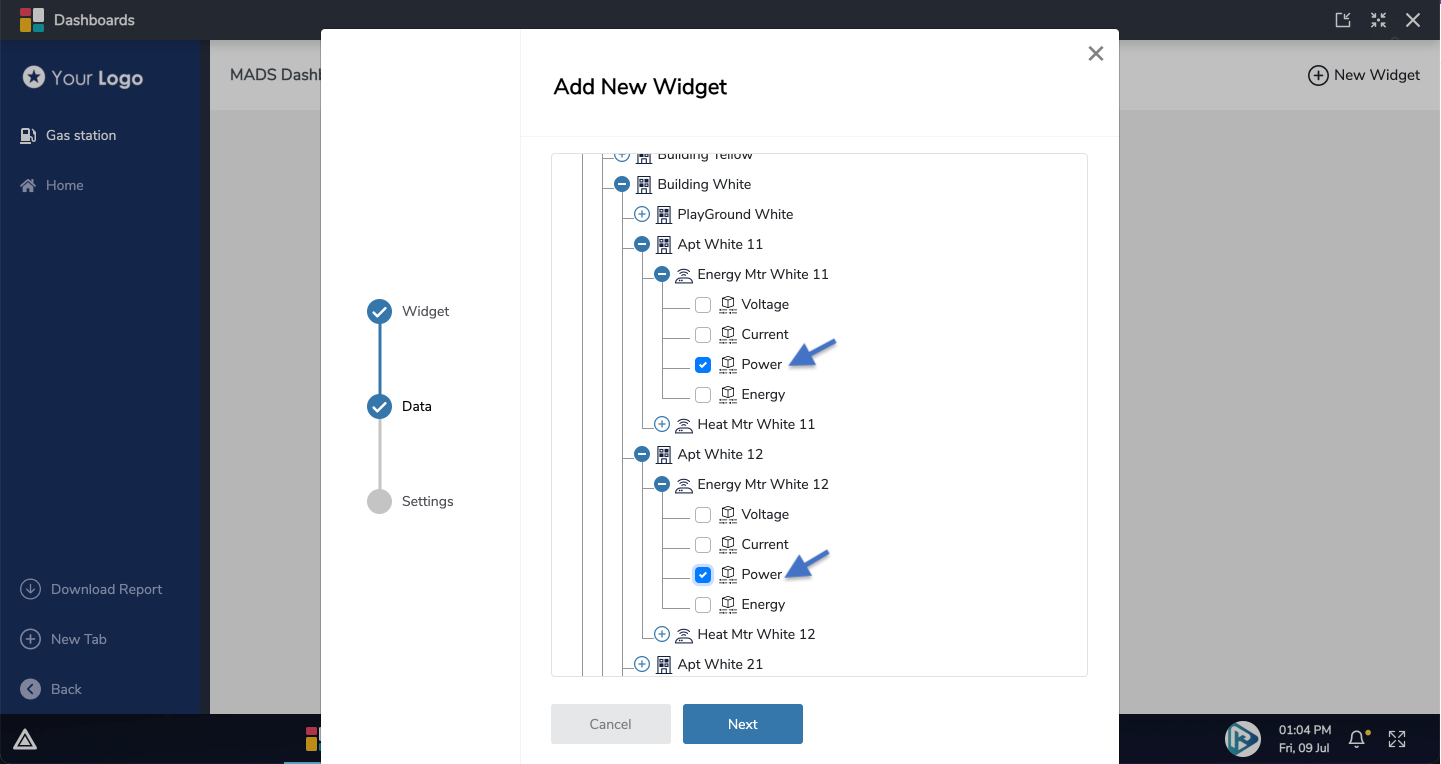 Dashboards
Your Logo
MADS Dashb
New Widget
Gas station
Home
Download Report
New Tab
Back
Add New Widget
Widget
Data
Settings
Building Yellow
Building White
PlayGround White
Apt White 11
Energy Mtr White 11
Voltage
Current
Power
Energy
Heat Mtr White 11
Apt White 12
Energy Mtr White 12
Voltage
Current
Power
Energy
Heat Mtr White 12
Apt White 21
Cancel
Next
01:04 PM
Fri, 09 Jul